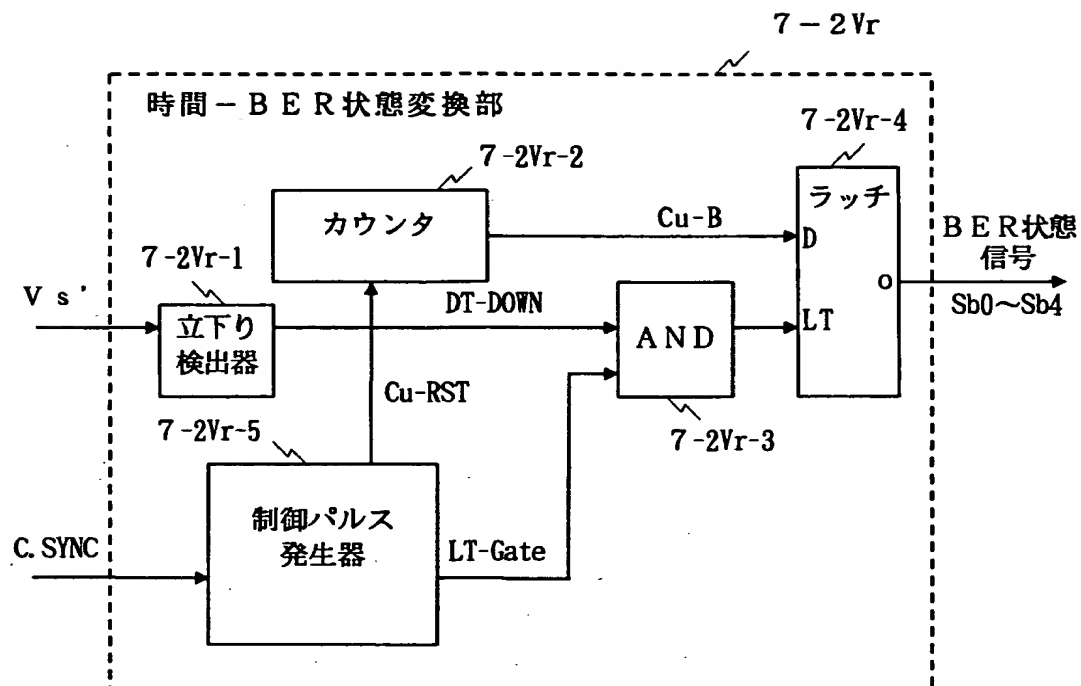 7-2Vr
時間-BER状態変換部
7-2Vr-4
7-2Vr-2
ラッチ
カウンタ
Cu-B
D
BER状態
信号
7-2Vr-1
O
Vs'
DT-DOWN
Sb0~Sb4
立下り
検出器
AND
LT
Cu-RST
7-2Vr-5
7-2Vr-3
制御パルス
発生器
C.SYNC
LT-Gate